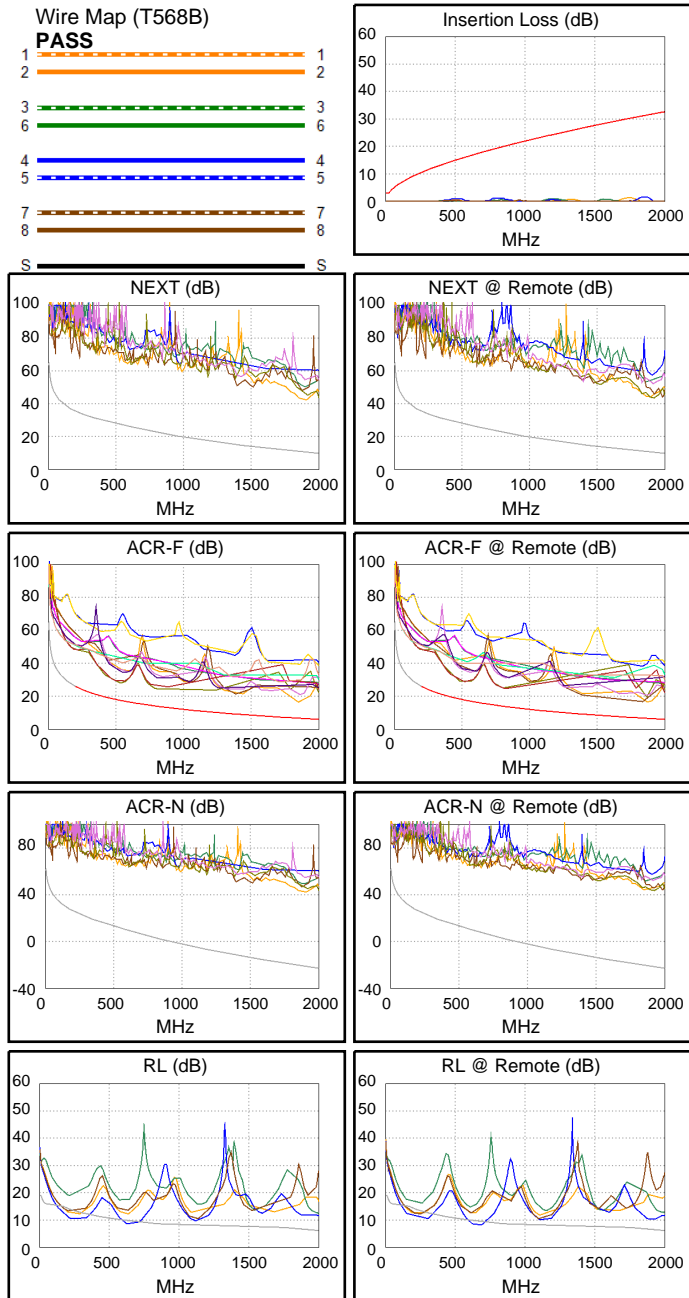 Wire Map (T568B)
PASS
1 1
2 2
3 3
6 6
4 4
5 5
7 7
8 8
S S
Insertion Loss (dB)
60
50
40
30
20
10
0
500 1000 1500 2000
MHz
NEXT (dB)
100
80
60
40
20
0
0 500 1000 1500 2000
MHz
NEXT @ Remote (dB)
100
80
60
40
20
0
0 500 1000 1500 2000
MHz
ACR-F (dB)
100
80
60
40
20
0
0 500 1000 1500 2000
MHz
ACR-F @ Remote (dB)
100
80
60
40
20
0
0 500 1000 1500 2000
MHz
ACR-N (dB)
80
40
0
-40
0 500 1000 1500 2000
MHz
ACR-N @ Remote (dB)
80
40
0
-40
0 500 1000 1500 2000
MHz
RL (dB)
60
50
40
30
20
10
0
0 500 1000 1500 2000
MHz
RL @ Remote (dB)
60
50
40
30
20
10
0
0 500 1000 1500 2000
MHz